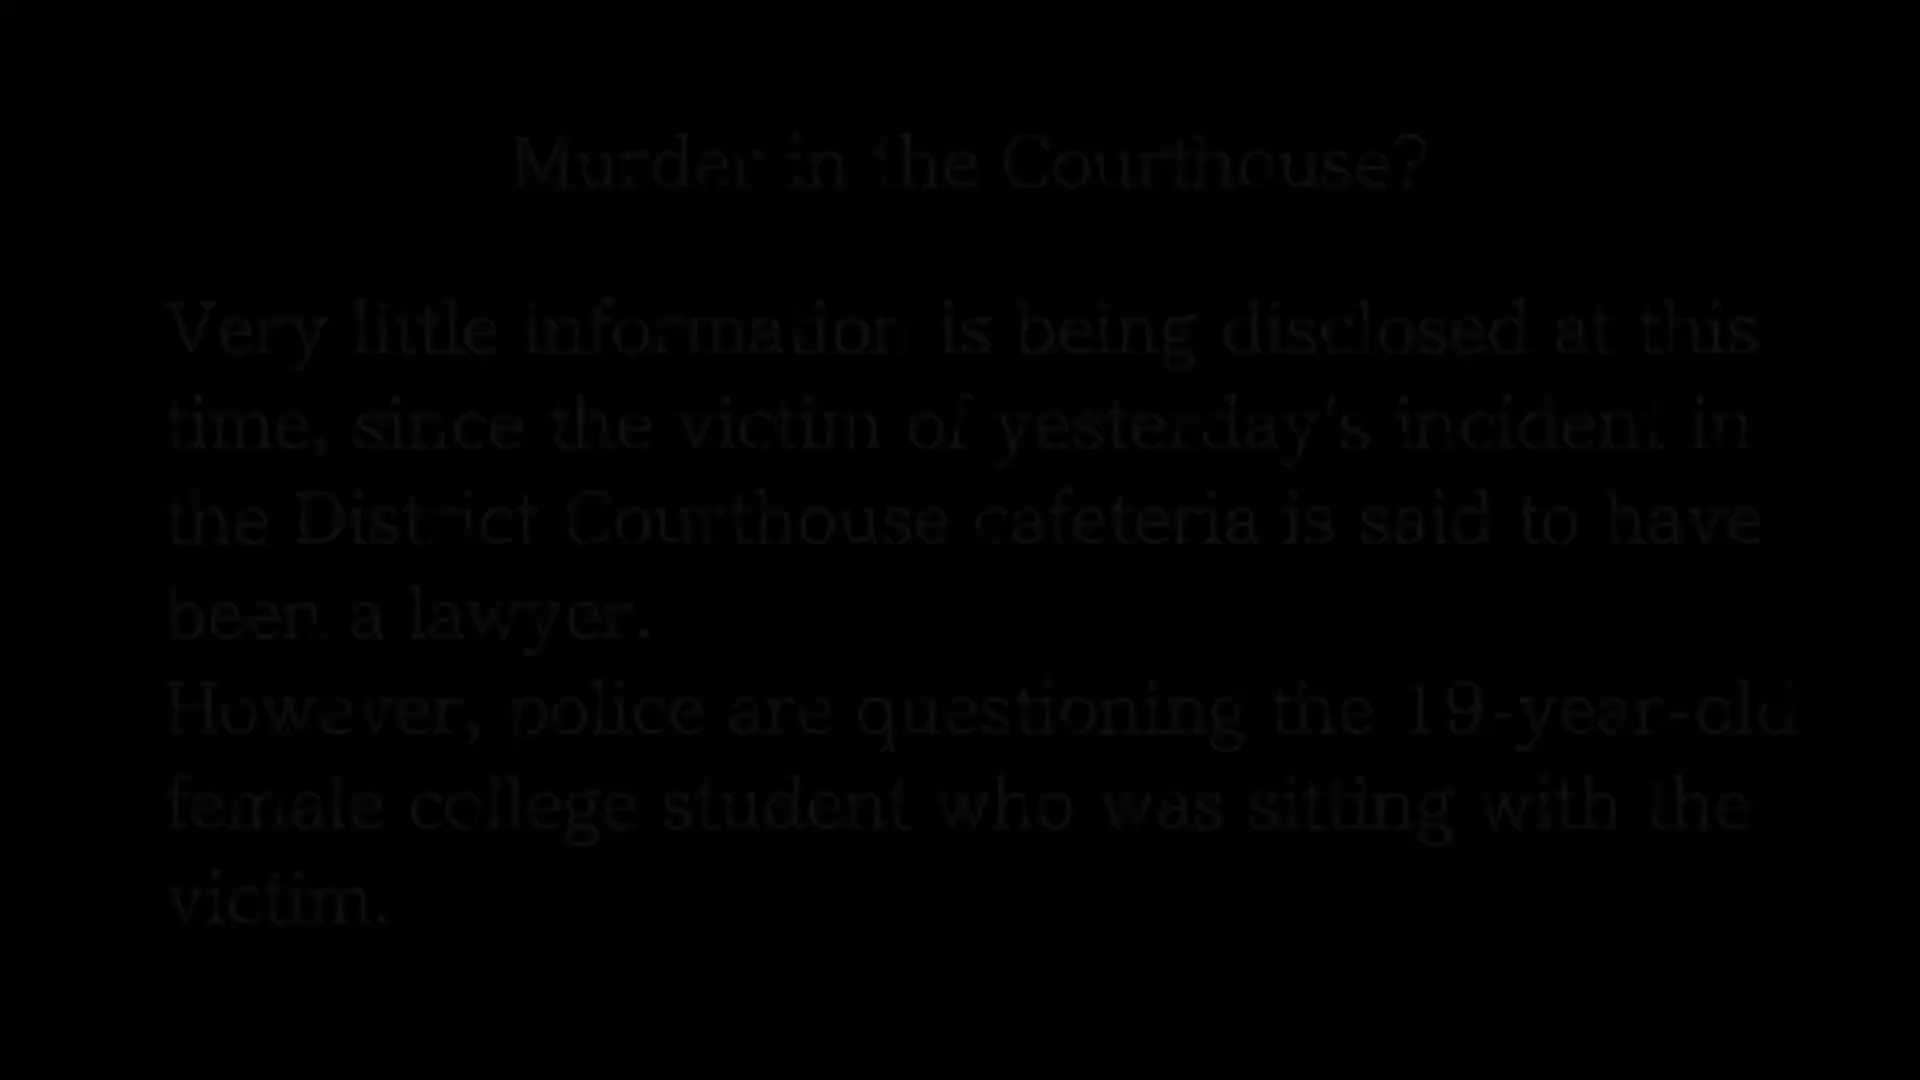 Murder in the Courthouse?
Very little information is being disclosed at this
time, since the victim of yesterday's incident in
the District Courthouse cafeteria is said to have
been a lawyer.
However, police are questioning the 19-year-old
female college student who was sitting with the
victim.